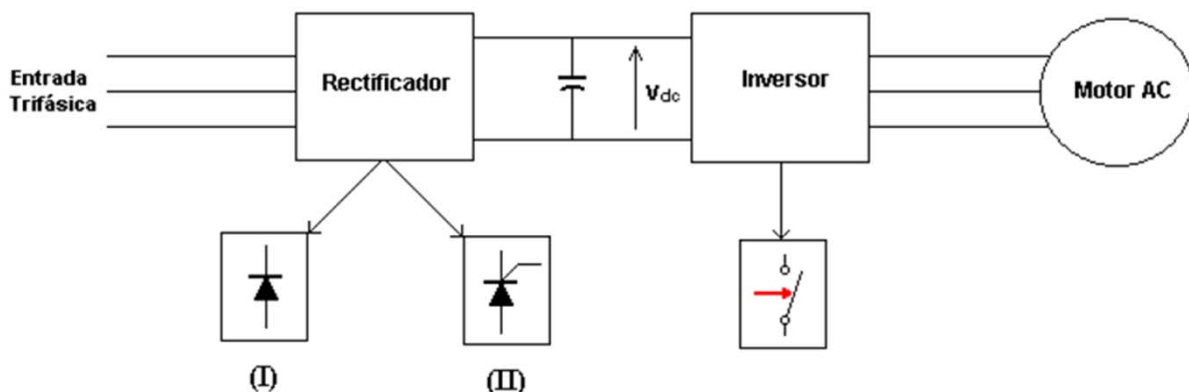 Entrada
Trifásica
Rectificador
Vdc
Inversor
Motor AC
(I)
(II)